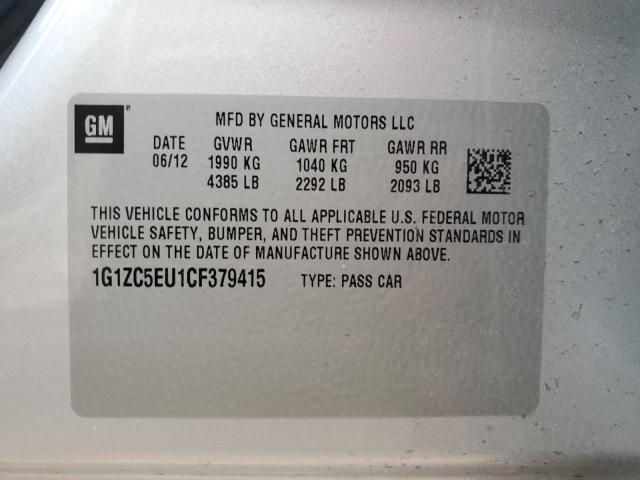 GM
MFD BY GENERAL MOTORS LLC
DATE GVWR GAWR FRT GAWR RR
06/12 1990 KG 1040 KG 950 KG
4385 LB 2292 LB 2093 LB
THIS VEHICLE CONFORMS TO ALL APPLICABLE U.S. FEDERAL MOTOR
VEHICLE SAFETY, BUMPER, AND THEFT PREVENTION STANDARDS IN
EFFECT ON THE DATE OF MANUFACTURE SHOWN ABOVE.
1G1ZC5EU1CF379415 TYPE: PASS CAR